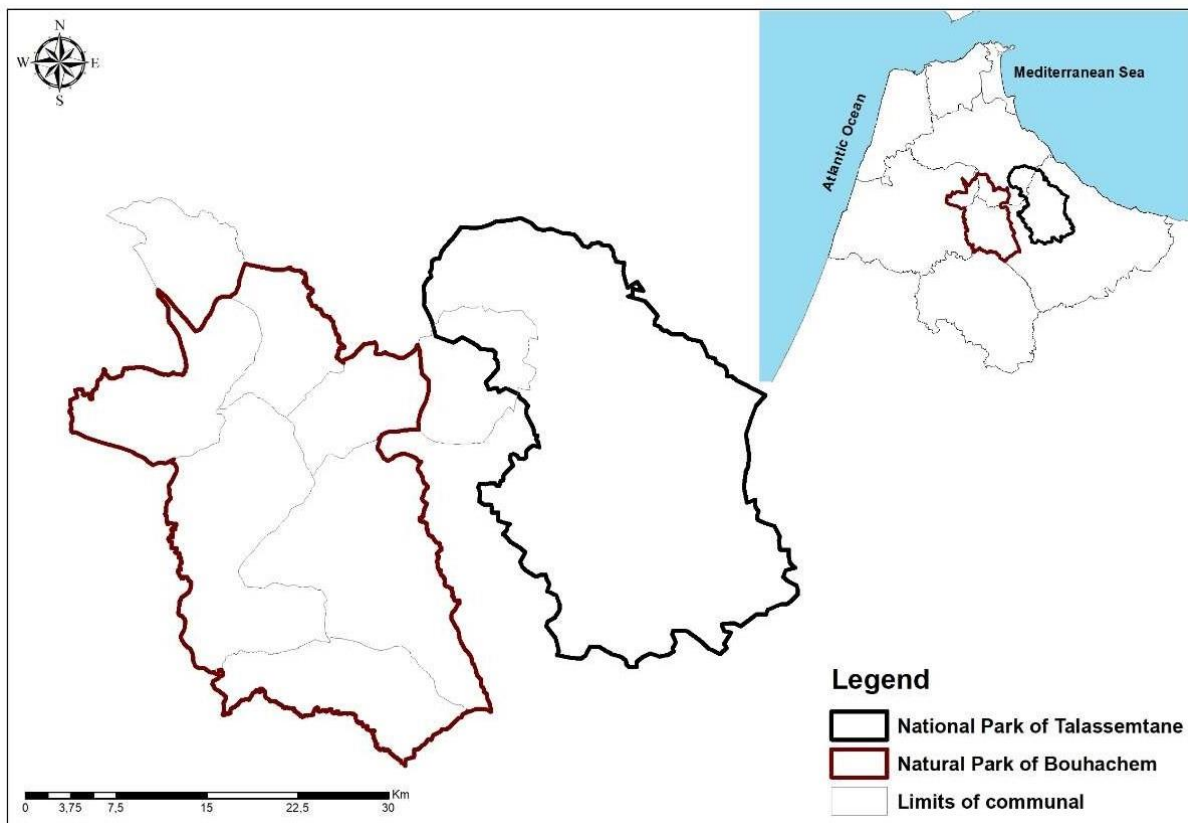 N
W E
S
Mediterranean Sea
Atlantic Ocean
Legend
National Park of Talassemtane
Natural Park of Bouhachem
Limits of communal
Km
0 3,75 7,5 15 22,5 30